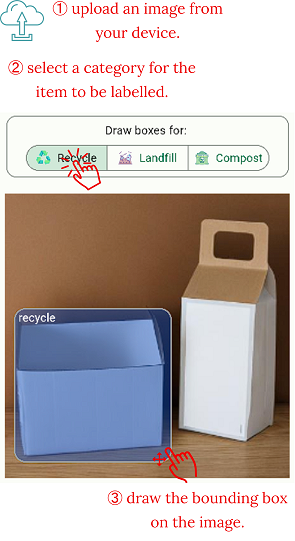 ① upload an image from
your device.
② select a category for the
item to be labelled.
Draw boxes for:
Recycle Landfill Compost
recycle
③ draw the bounding box
on the image.